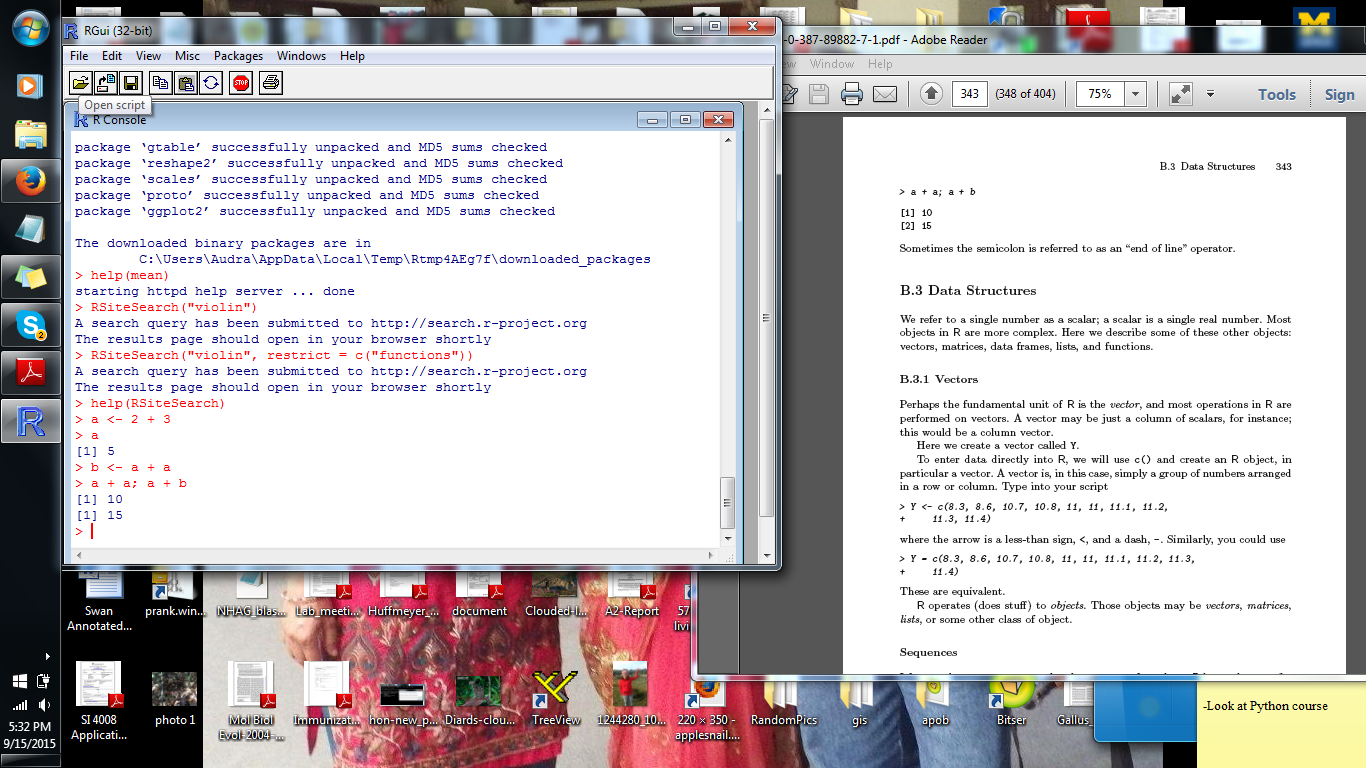 RGui (32-bit)
File Edit View Misc Packages Windows Help
Open script
R Console
package ‘gtable’ successfully unpacked and MD5 sums checked
package ‘reshape2’ successfully unpacked and MD5 sums checked
package ‘scales’ successfully unpacked and MD5 sums checked
package ‘proto’ successfully unpacked and MD5 sums checked
package ‘ggplot2’ successfully unpacked and MD5 sums checked
The downloaded binary packages are in
C:\Users\Audra\AppData\Local\Temp\Rtmp4AEg7f\downloaded_packages
> help(mean)
starting httpd help server ... done
> RSiteSearch("violin")
A search query has been submitted to http://search.r-project.org
The results page should open in your browser shortly
> RSiteSearch("violin", restrict = c("functions"))
A search query has been submitted to http://search.r-project.org
The results page should open in your browser shortly
> help(RSiteSearch)
> a <- 2 + 3
> a
[1] 5
> b <- a + a
> a + a; a + b
[1] 10
[1] 15
>
-0-387-89882-7-1.pdf - Adobe Reader
Window Help
343 (348 of 404) 75% Tools Sign
B.3 Data Structures 343
> a + a; a + b
[1] 10
[2] 15
Sometimes the semicolon is referred to as an “end of line” operator.
B.3 Data Structures
We refer to a single number as a scalar; a scalar is a single real number. Most
objects in R are more complex. Here we describe some of these other objects:
vectors, matrices, data frames, lists, and functions.
B.3.1 Vectors
Perhaps the fundamental unit of R is the vector, and most operations in R are
performed on vectors. A vector may be just a column of scalars, for instance;
this would be a column vector.
Here we create a vector called Y.
To enter data directly into R, we will use c() and create an R object, in
particular a vector. A vector is, in this case, simply a group of numbers arranged
in a row or column. Type into your script
> Y <- c(8.3, 8.6, 10.7, 10.8, 11, 11, 11.1, 11.2,
+ 11.3, 11.4)
where the arrow is a less-than sign, <, and a dash, -. Similarly, you could use
> Y = c(8.3, 8.6, 10.7, 10.8, 11, 11, 11.1, 11.2, 11.3,
+ 11.4)
These are equivalent.
R operates (does stuff) to objects. Those objects may be vectors, matrices,
lists, or some other class of object.
Sequences
Swan
Annotated...
prank.win...
NHAG_blas...
Lab_meeti...
Huffmeyer_...
document
Clouded-l...
A2-Report
57
livi
SI 4008
Applicati...
photo 1
Mol Biol
Evol-2004-...
Immunizat...
hon-new_p...
Diards-clou...
TreeView
1244280_10...
220 × 350 -
applesnail....
RandomPics
gis
apob
Bitser
Gallus_
-Look at Python course
5:32 PM
9/15/2015